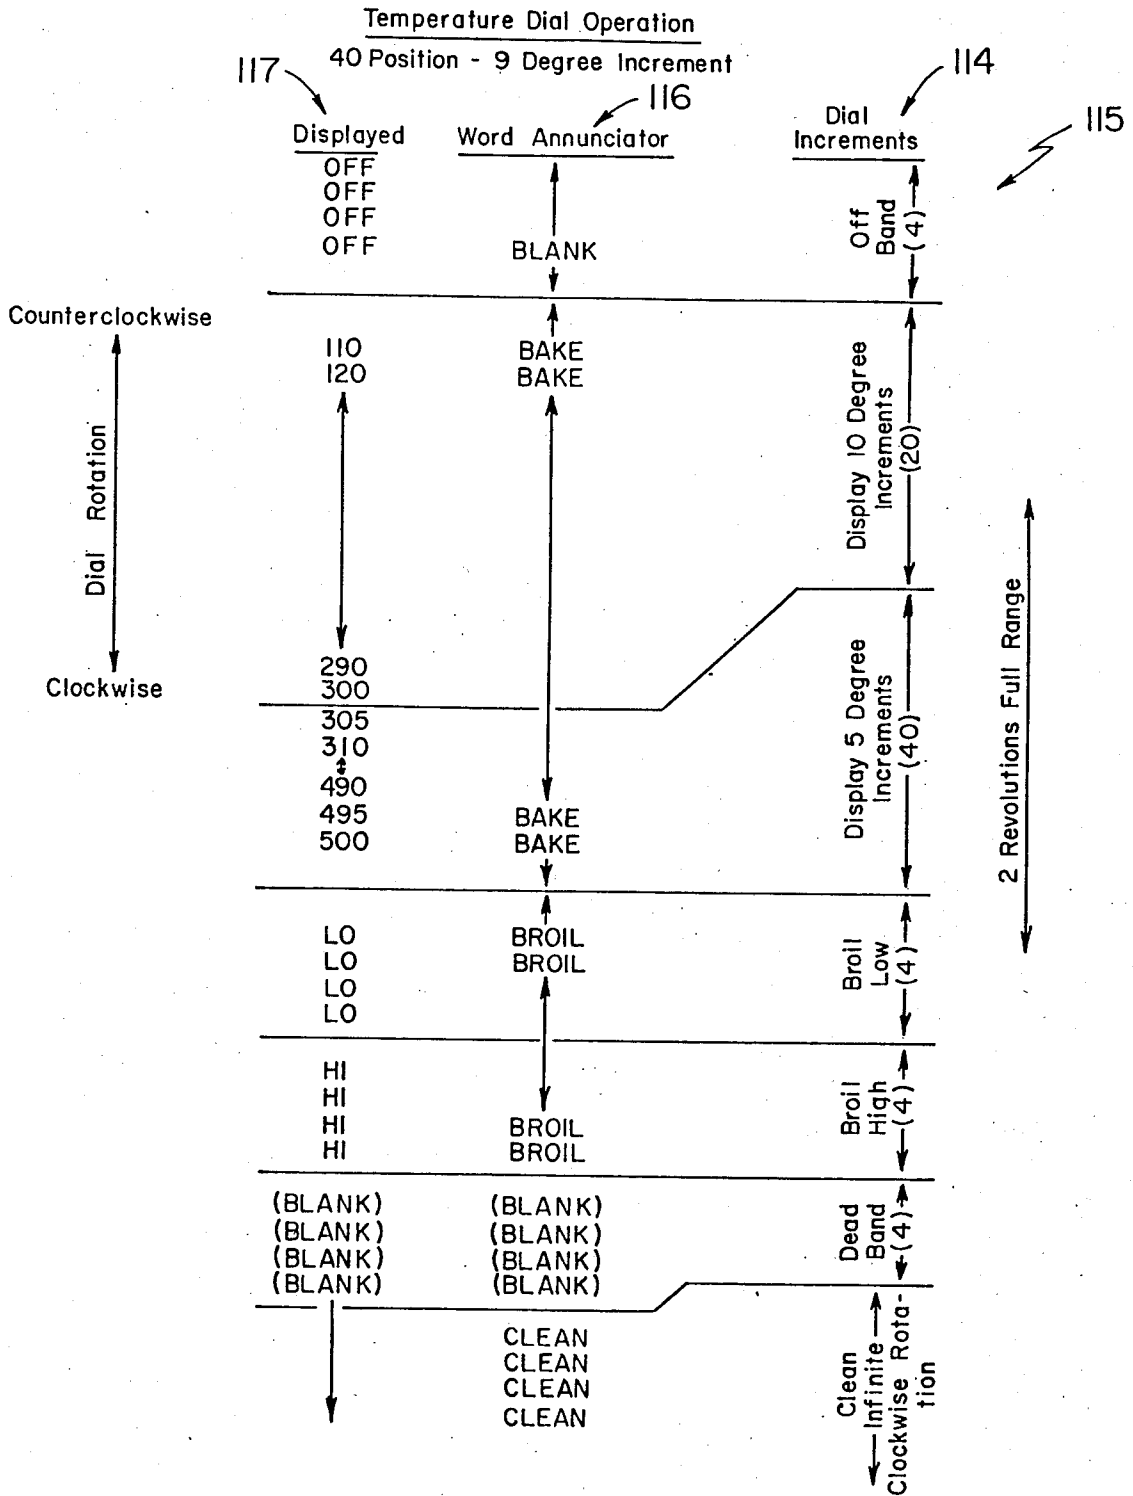 Temperature Dial Operation
40 Position - 9 Degree Increment
117
116
114
115
Displayed
Word Annunciator
Dial
Increments
OFF
OFF
OFF
OFF
BLANK
Off
Band
(4)
Counterclockwise
Dial Rotation
Clockwise
110
120
BAKE
BAKE
Display 10 Degree
Increments
(20)
290
300
305
310
490
495
500
BAKE
BAKE
Display 5 Degree
Increments
(40)
2 Revolutions Full Range
LO
LO
LO
LO
BROIL
BROIL
Broil
Low
(4)
HI
HI
HI
HI
BROIL
BROIL
Broil
High
(4)
(BLANK)
(BLANK)
(BLANK)
(BLANK)
(BLANK)
(BLANK)
(BLANK)
(BLANK)
Dead
Band
(4)
CLEAN
CLEAN
CLEAN
CLEAN
Clean
Infinite
Clockwise Rota-
tion